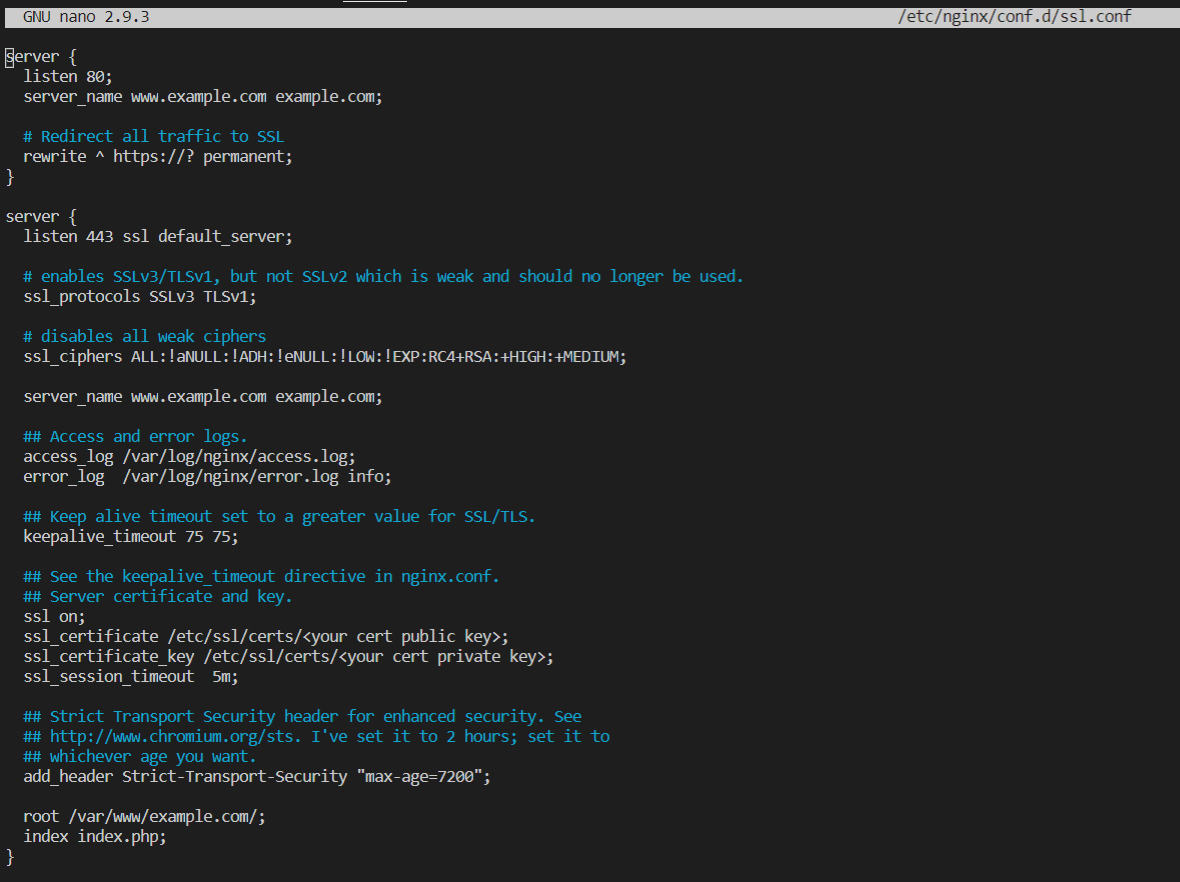 GNU nano 2.9.3 /etc/nginx/conf.d/ssl.conf
server {
listen 80;
server_name www.example.com example.com;
# Redirect all traffic to SSL
rewrite ^ https://? permanent;
}
server {
listen 443 ssl default_server;
# enables SSLv3/TLSv1, but not SSLv2 which is weak and should no longer be used.
ssl_protocols SSLv3 TLSv1;
# disables all weak ciphers
ssl_ciphers ALL:!aNULL:!ADH:!eNULL:!LOW:!EXP:RC4+RSA:+HIGH:+MEDIUM;
server_name www.example.com example.com;
## Access and error logs.
access_log /var/log/nginx/access.log;
error_log  /var/log/nginx/error.log info;
## Keep alive timeout set to a greater value for SSL/TLS.
keepalive_timeout 75 75;
## See the keepalive_timeout directive in nginx.conf.
## Server certificate and key.
ssl on;
ssl_certificate /etc/ssl/certs/<your cert public key>;
ssl_certificate_key /etc/ssl/certs/<your cert private key>;
ssl_session_timeout  5m;
## Strict Transport Security header for enhanced security. See
## http://www.chromium.org/sts. I've set it to 2 hours; set it to
## whichever age you want.
add_header Strict-Transport-Security "max-age=7200";
root /var/www/example.com/;
index index.php;
}